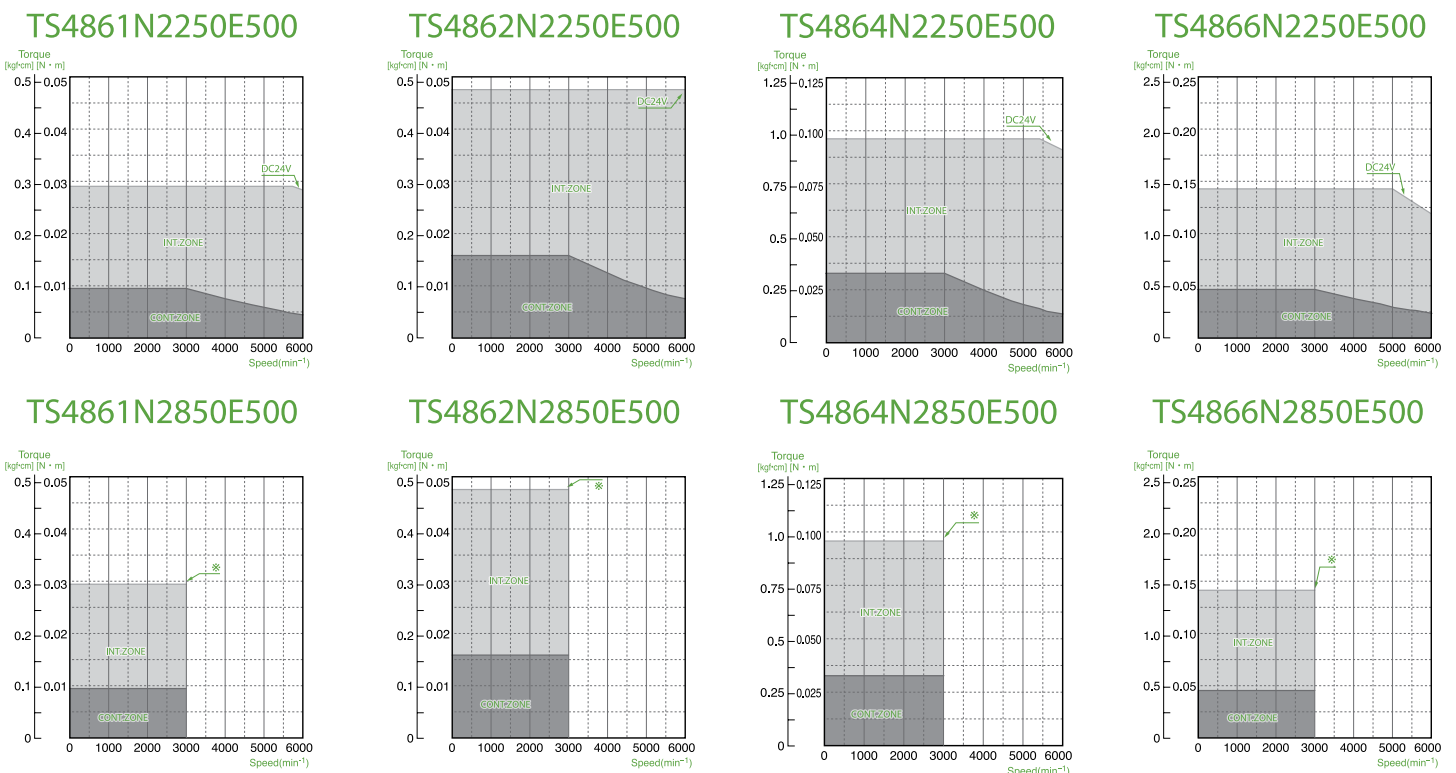 TS4861N2250E500
Torque
[kgf·cm] [N・m]
0.5 0.05
0.4 0.04
0.3 0.03
0.2 0.02
0.1 0.01
0
DC24V
INT.ZONE
CONT.ZONE
0 1000 2000 3000 4000 5000 6000
Speed(min⁻¹)
TS4862N2250E500
Torque
[kgf·cm] [N・m]
0.5 0.05
0.4 0.04
0.3 0.03
0.2 0.02
0.1 0.01
0
DC24V
INT.ZONE
CONT.ZONE
0 1000 2000 3000 4000 5000 6000
Speed(min⁻¹)
TS4864N2250E500
Torque
[kgf·cm] [N・m]
1.25 0.125
1.0 0.100
0.75 0.075
0.5 0.050
0.25 0.025
0
DC24V
INT.ZONE
CONT.ZONE
0 1000 2000 3000 4000 5000 6000
Speed(min⁻¹)
TS4866N2250E500
Torque
[kgf·cm] [N・m]
2.5 0.25
2.0 0.20
1.5 0.15
1.0 0.10
0.5 0.05
0
DC24V
INT.ZONE
CONT.ZONE
0 1000 2000 3000 4000 5000 6000
Speed(min⁻¹)
TS4861N2850E500
Torque
[kgf·cm] [N・m]
0.5 0.05
0.4 0.04
0.3 0.03
0.2 0.02
0.1 0.01
0
※
INT.ZONE
CONT.ZONE
0 1000 2000 3000 4000 5000 6000
Speed(min⁻¹)
TS4862N2850E500
Torque
[kgf·cm] [N・m]
0.5 0.05
0.4 0.04
0.3 0.03
0.2 0.02
0.1 0.01
0
※
INT.ZONE
CONT.ZONE
0 1000 2000 3000 4000 5000 6000
Speed(min⁻¹)
TS4864N2850E500
Torque
[kgf·cm] [N・m]
1.25 0.125
1.0 0.100
0.75 0.075
0.5 0.050
0.25 0.025
0
※
INT.ZONE
CONT.ZONE
0 1000 2000 3000 4000 5000 6000
Speed(min⁻¹)
TS4866N2850E500
Torque
[kgf·cm] [N・m]
2.5 0.25
2.0 0.20
1.5 0.15
1.0 0.10
0.5 0.05
0
※
INT.ZONE
CONT.ZONE
0 1000 2000 3000 4000 5000 6000
Speed(min⁻¹)